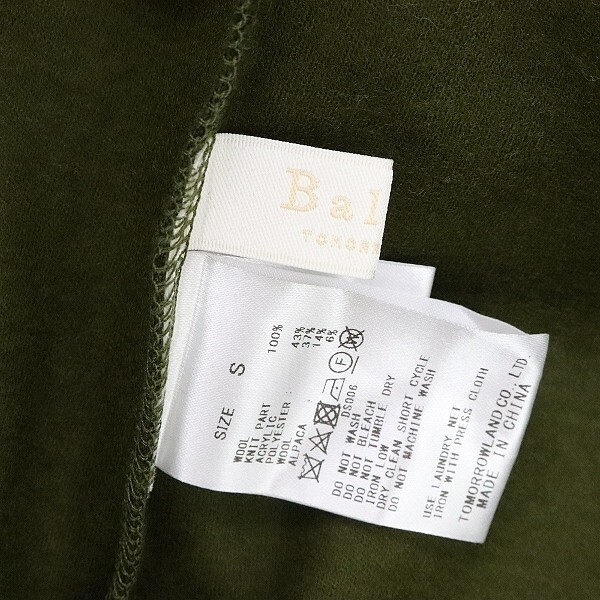 Bal
TOMORR
SIZE S
WOOL 100%
KNIT PART
ACRYLIC 43%
POLYESTER: 37%
WOOL 14%
ALPACA 6%
DS006
DO NOT WASH
DO NOT BLEACH
DO NOT TUMBLE DRY
IRON LOW
DRY CLEAN SHORT CYCLE
DO NOT MACHINE WASH
USE LAUNDRY NET
IRON WITH PRESS CLOTH
TOMORROWLAND CO., LTD.
MADE IN CHINA